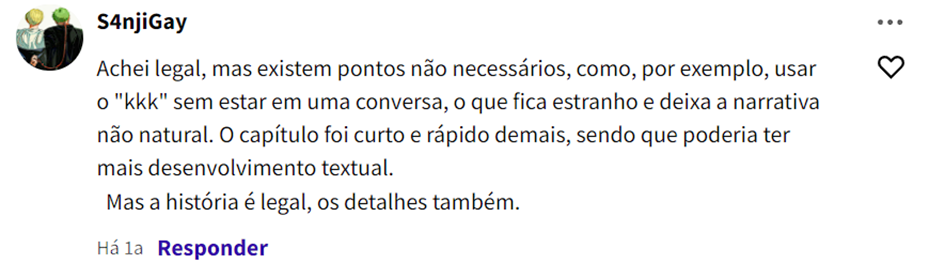 S4njiGay
Achei legal, mas existem pontos não necessários, como, por exemplo, usar
o "kkk" sem estar em uma conversa, o que fica estranho e deixa a narrativa
não natural. O capítulo foi curto e rápido demais, sendo que poderia ter
mais desenvolvimento textual.
Mas a história é legal, os detalhes também.
Há 1a Responder